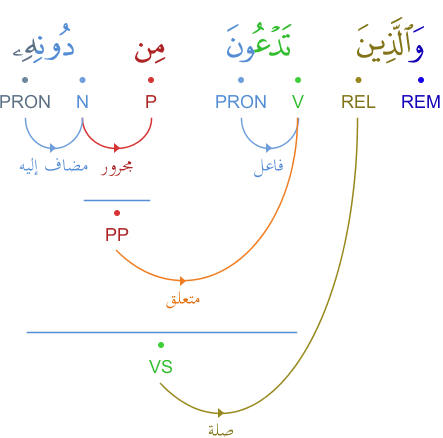 وَٱلَّذِينَ تَدْعُونَ مِن دُونِهِۦ
REM REL V PRON P N PRON
فاعل مجرور مضاف إليه
PP
متعلق
VS
صلة